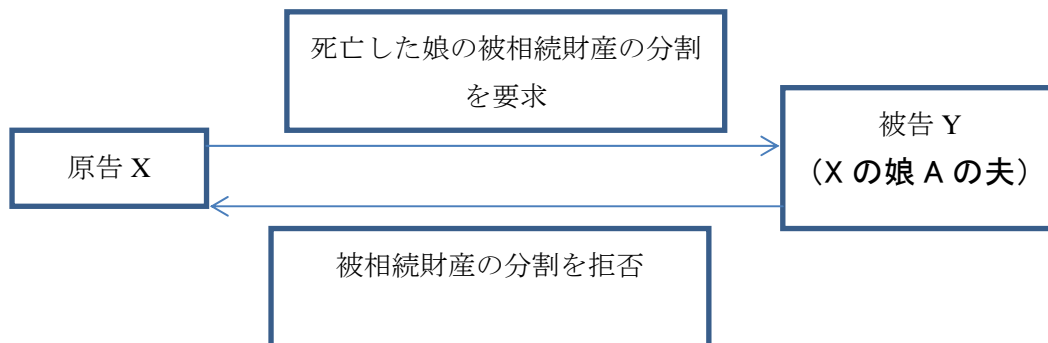 死亡した娘の被相続財産の分割
を要求
原告 X
被告 Y
（X の娘 A の夫）
被相続財産の分割を拒否